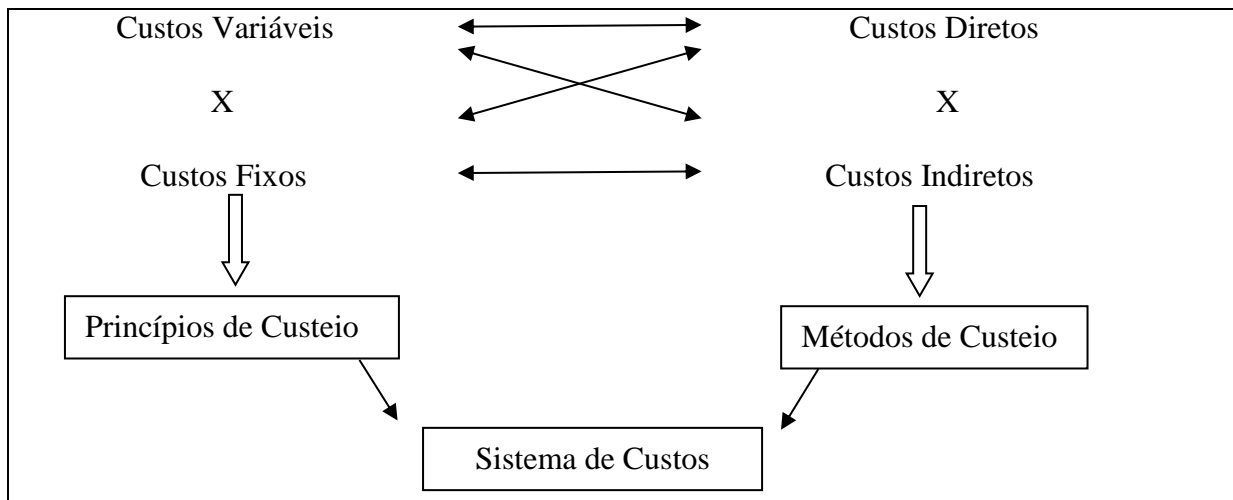 Custos Variáveis
Custos Diretos
X
X
Custos Fixos
Custos Indiretos
Princípios de Custeio
Métodos de Custeio
Sistema de Custos